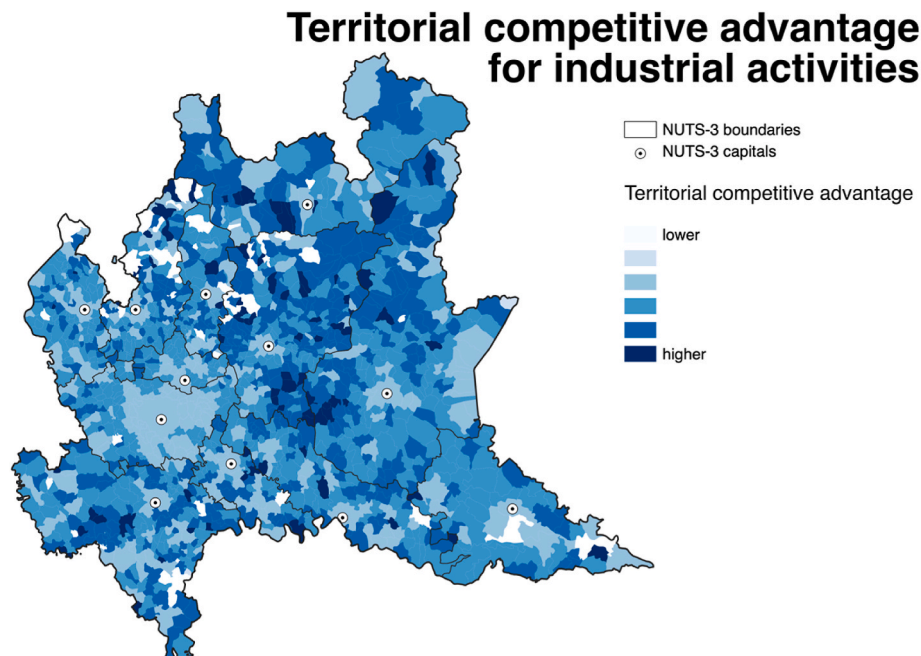 Territorial competitive advantage
for industrial activities
NUTS-3 boundaries
NUTS-3 capitals
Territorial competitive advantage
lower
higher